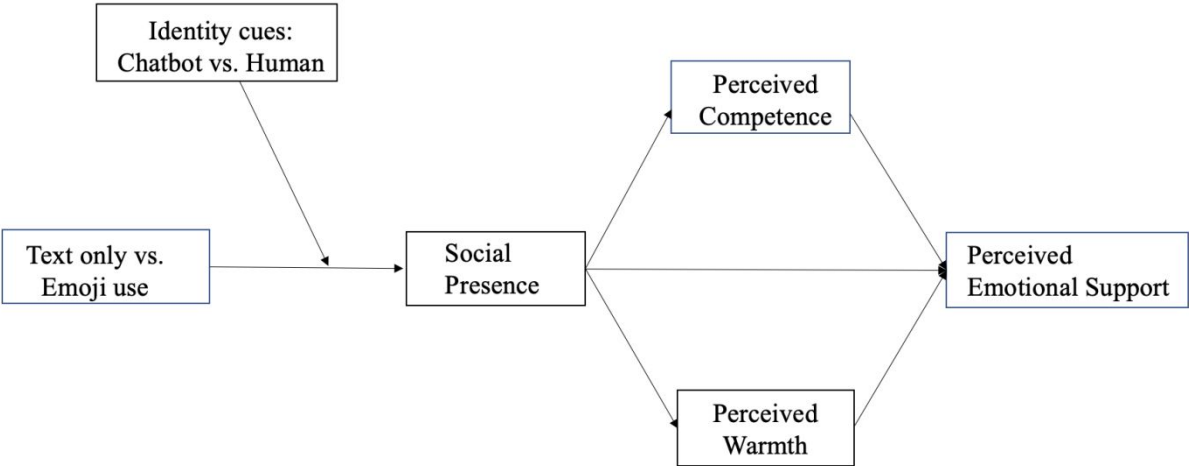 Identity cues:
Chatbot vs. Human
Perceived
Competence
Text only vs.
Emoji use
Social
Presence
Perceived
Emotional Support
Perceived
Warmth